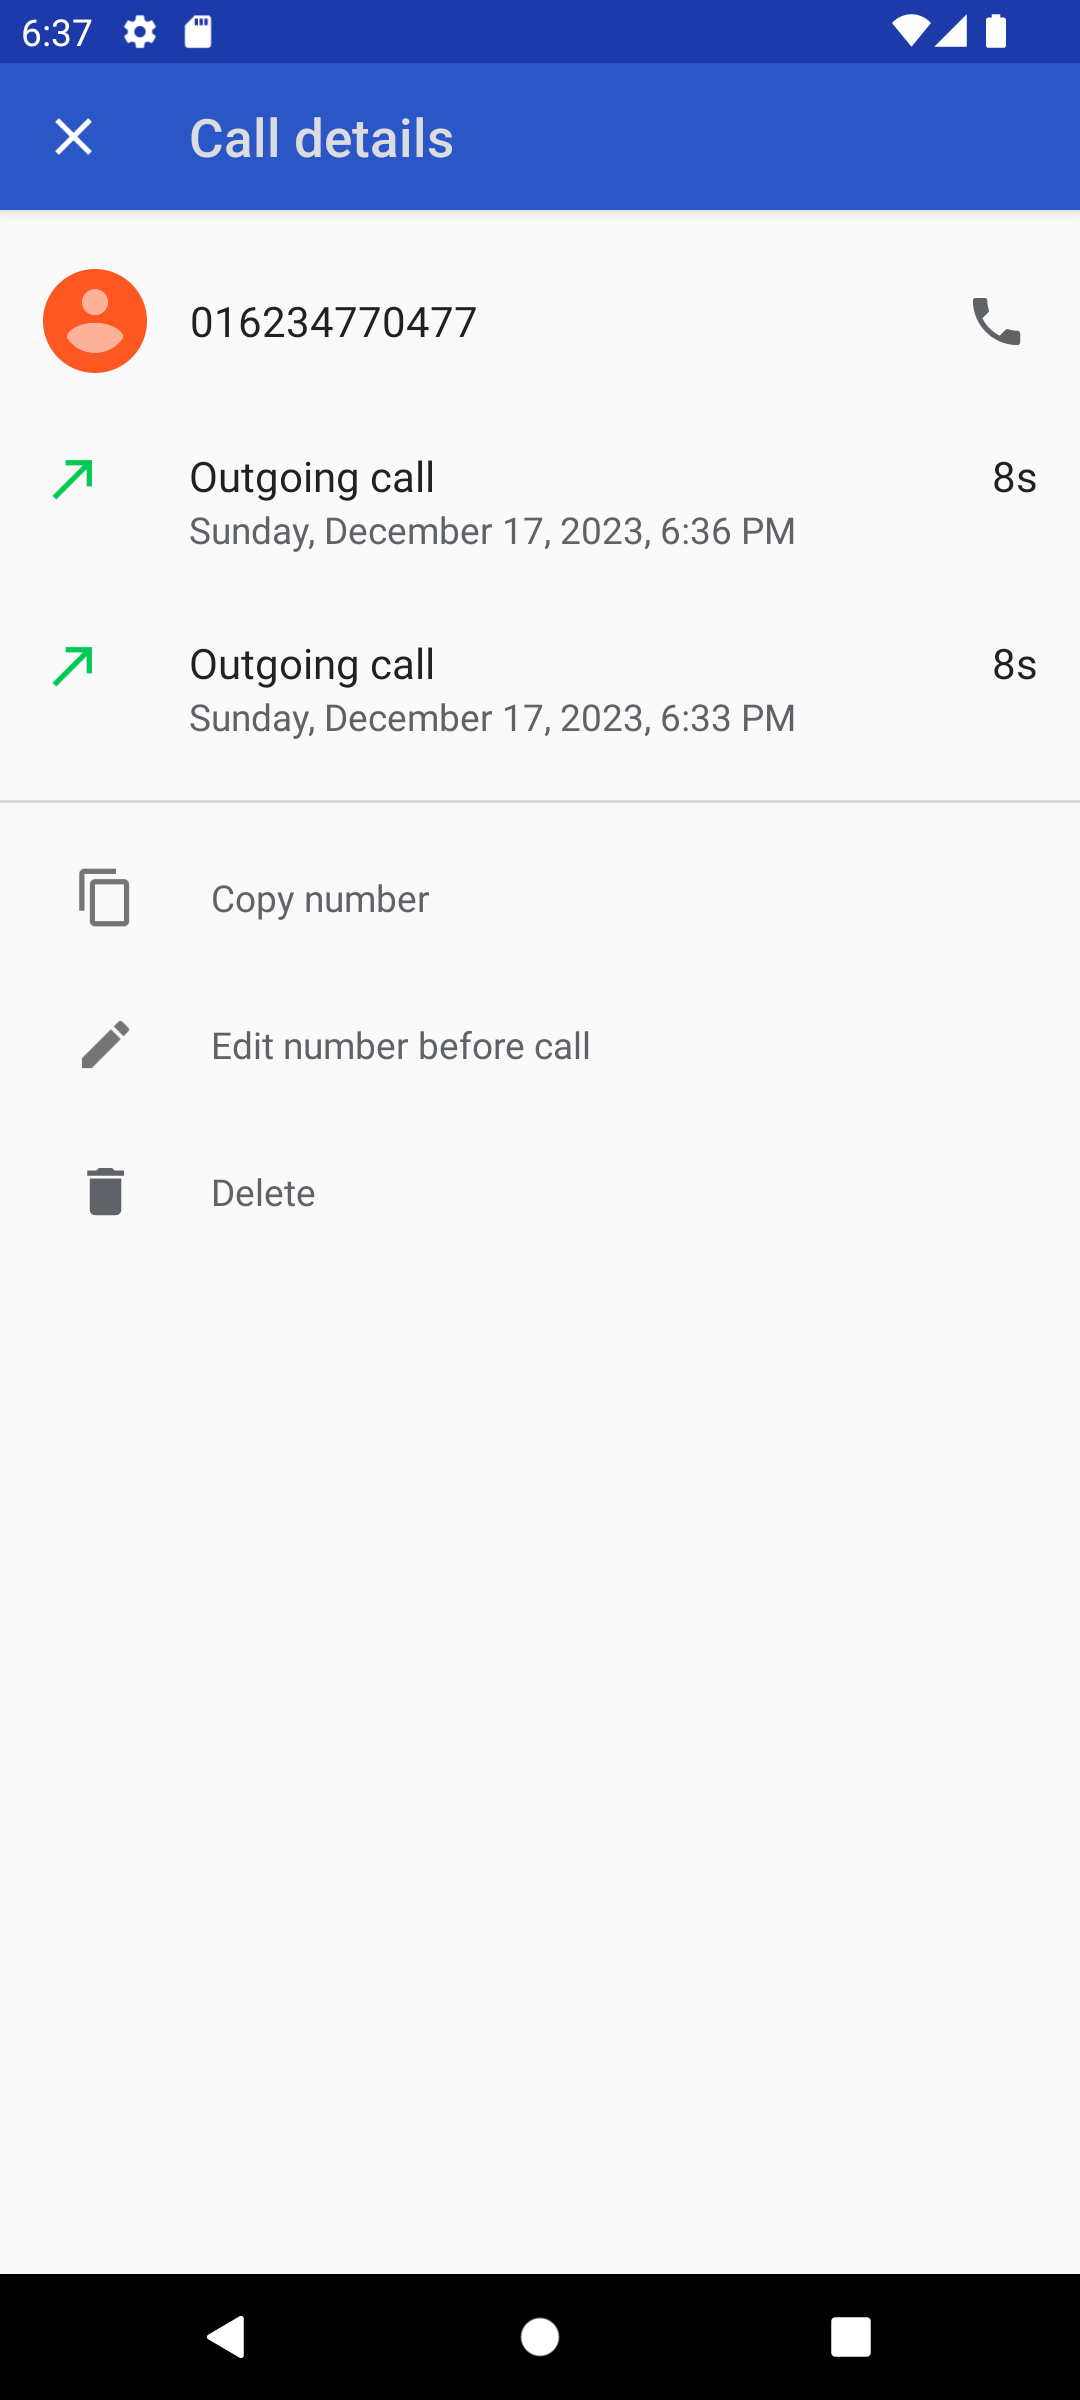 6:37
Call details
016234770477
Outgoing call
8s
Sunday, December 17, 2023, 6:36 PM
Outgoing call
8s
Sunday, December 17, 2023, 6:33 PM
Copy number
Edit number before call
Delete